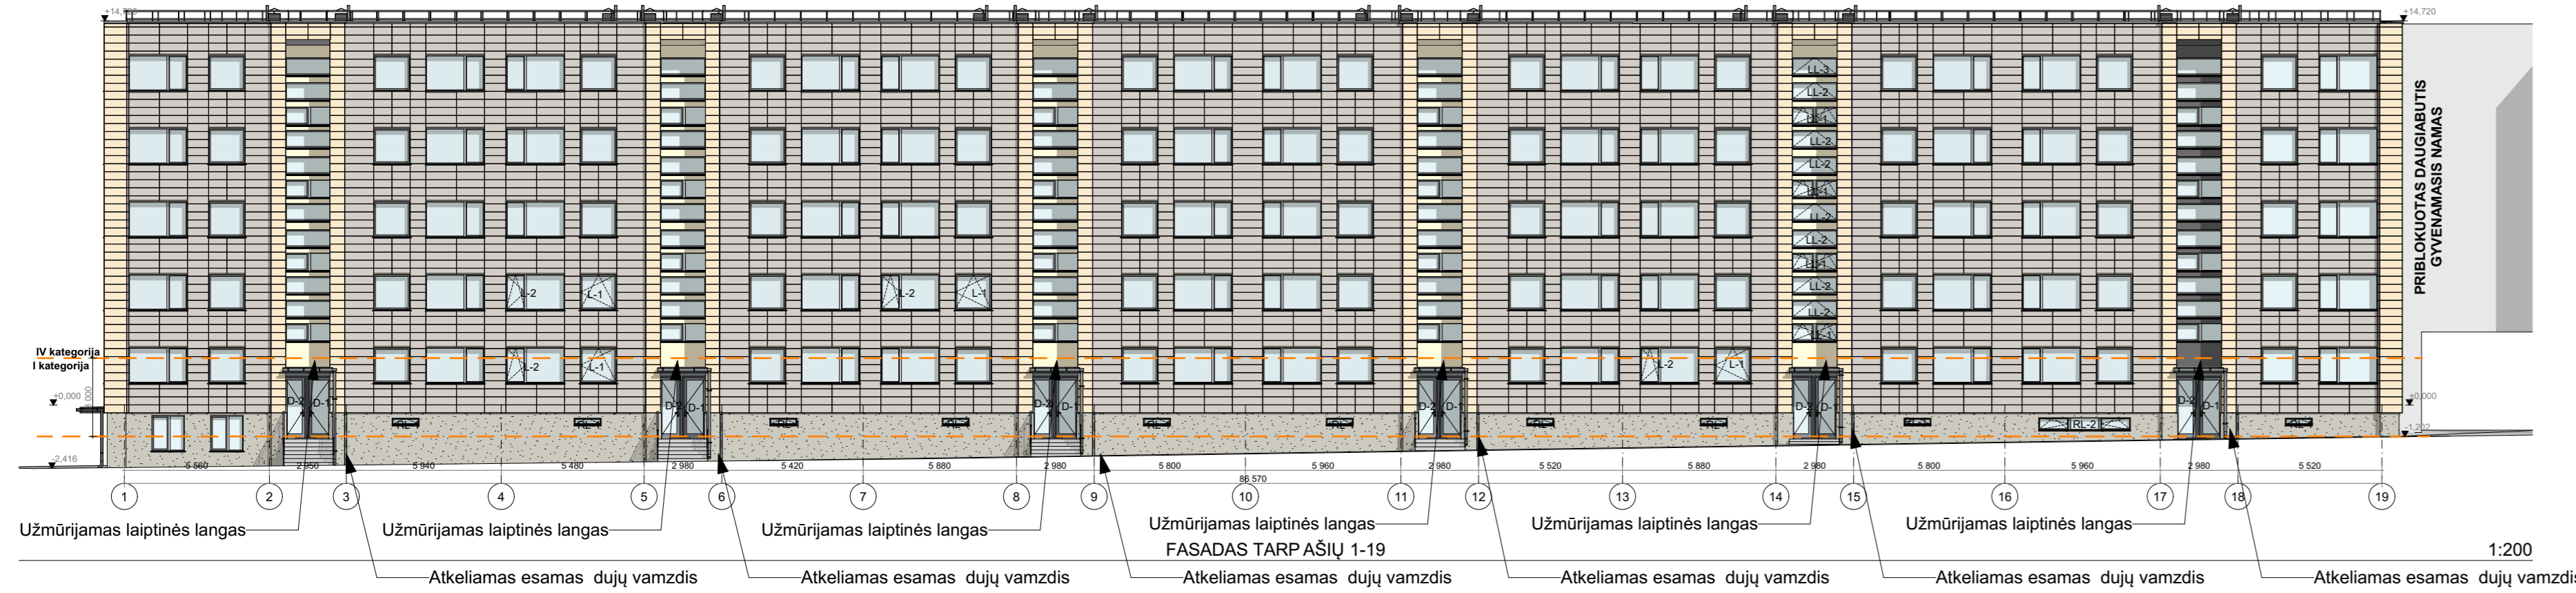 +14,720
PRIBLOKUOTAS DAUGIABUTIS
GYVENAMASIS NAMAS
LL-3
LL-2
LL-1
LL-2
LL-2
LL-1
LL-2
LL-2
LL-1
LL-2
LL-2
LL-1
L-2 L-1 L-2 L-1
IV kategorija
I kategorija
L-2 L-1 L-2 L-1
±0,000
±0,000
D-2 D-1 D-2 D-1 D-2 D-1 D-2 D-1 D-2 D-1 D-2 D-1
RL-2
-2,416
-1,202
5 560 2 950 5 940 5 480 2 980 5 420 5 880 2 980 5 800 5 960 2 980 5 520 5 880 2 980 5 800 5 960 2 980 5 520
86 570
1 2 3 4 5 6 7 8 9 10 11 12 13 14 15 16 17 18 19
Užmūrijamas laiptinės langas Užmūrijamas laiptinės langas Užmūrijamas laiptinės langas Užmūrijamas laiptinės langas Užmūrijamas laiptinės langas Užmūrijamas laiptinės langas
FASADAS TARP AŠIŲ 1-19 1:200
Atkeliamas esamas dujų vamzdis Atkeliamas esamas dujų vamzdis Atkeliamas esamas dujų vamzdis Atkeliamas esamas dujų vamzdis Atkeliamas esamas dujų vamzdis Atkeliamas esamas dujų vamzdis